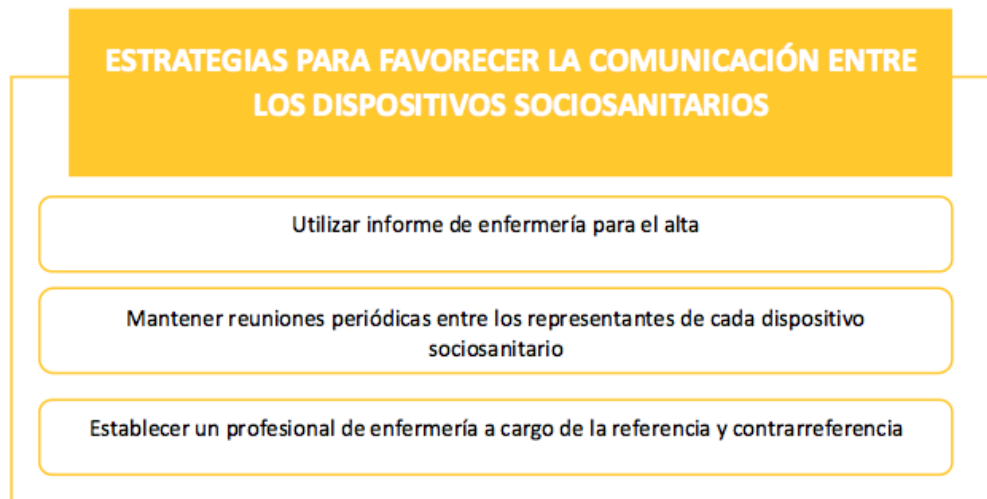 ESTRATEGIAS PARA FAVORECER LA COMUNICACIÓN ENTRE
LOS DISPOSITIVOS SOCIOSANITARIOS
Utilizar informe de enfermería para el alta
Mantener reuniones periódicas entre los representantes de cada dispositivo
sociosanitario
Establecer un profesional de enfermería a cargo de la referencia y contrarreferencia